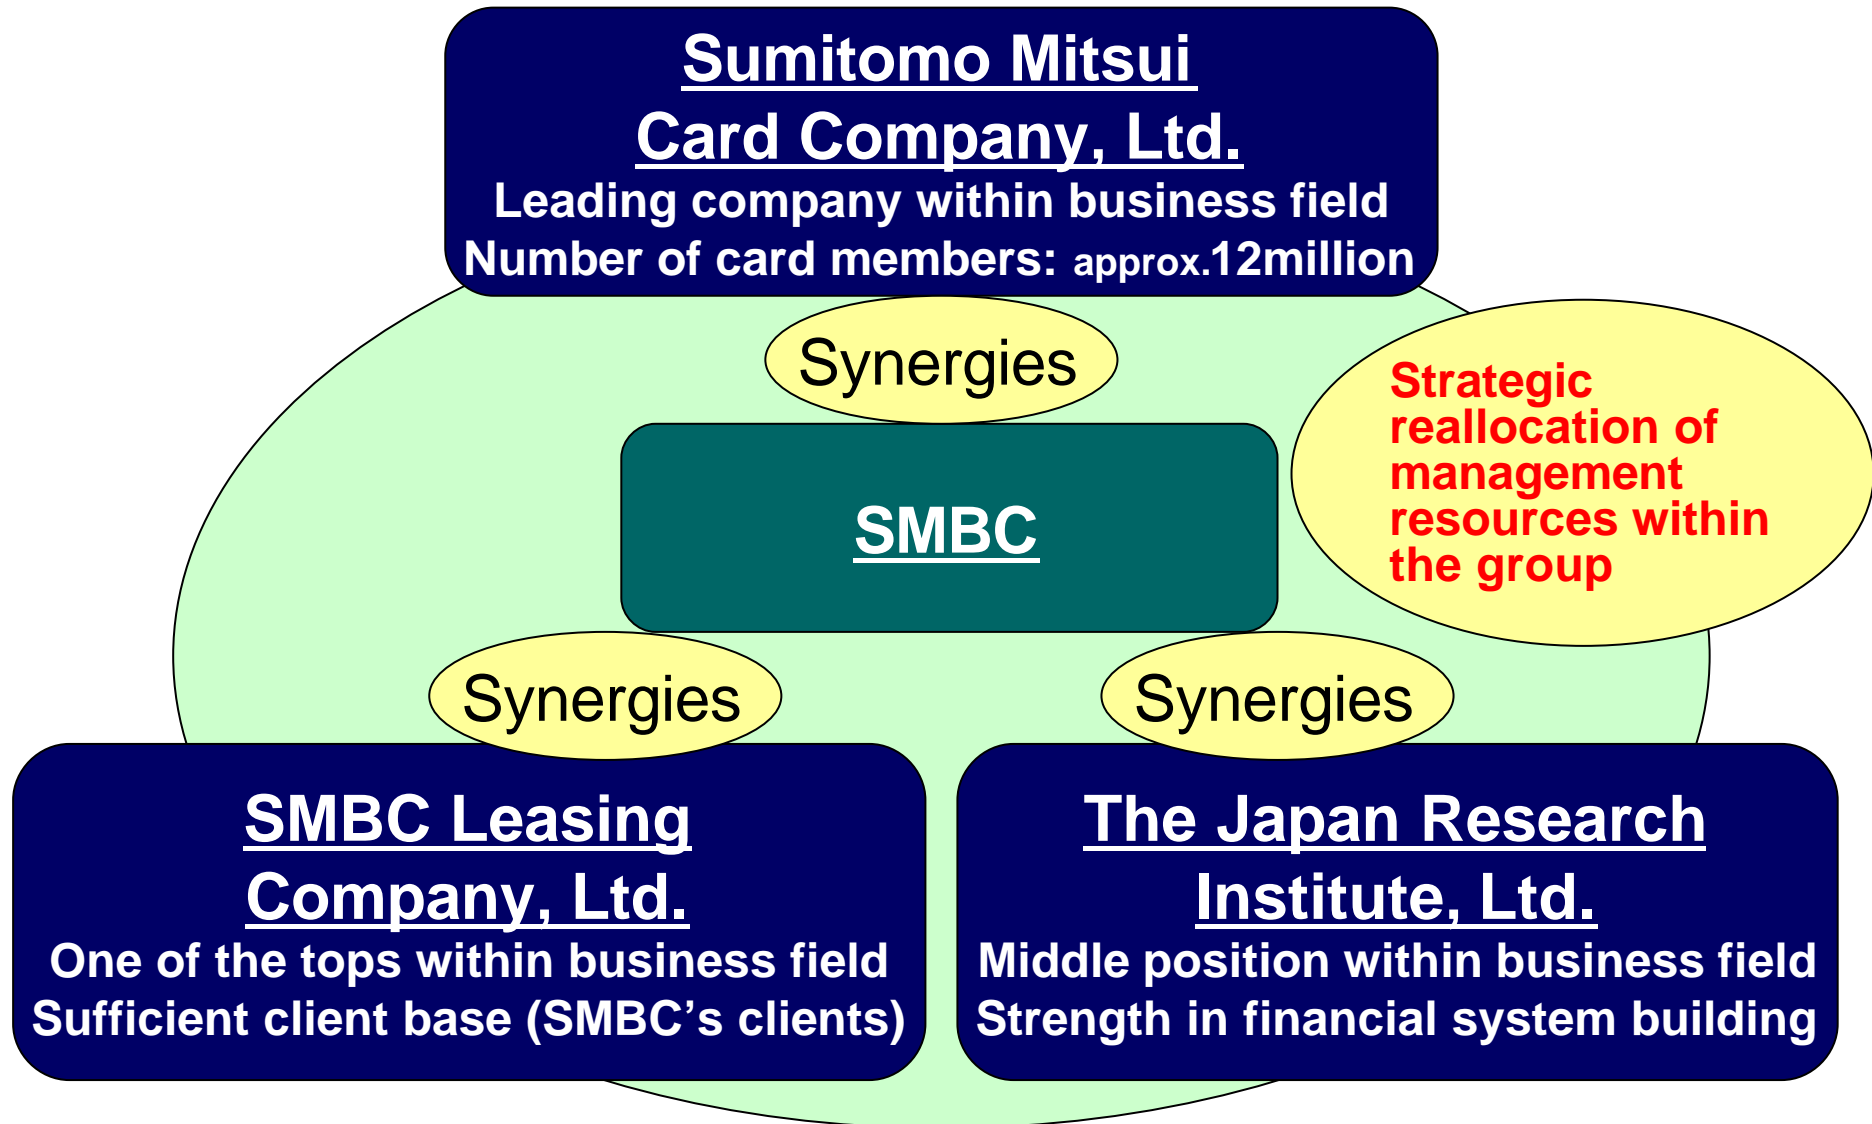 Sumitomo Mitsui
Card Company, Ltd.
Leading company within business field
Number of card members: approx.12million
Synergies
Strategic
reallocation of
management
resources within
the group
SMBC
Synergies
Synergies
SMBC Leasing
Company, Ltd.
One of the tops within business field
Sufficient client base (SMBC’s clients)
The Japan Research
Institute, Ltd.
Middle position within business field
Strength in financial system building